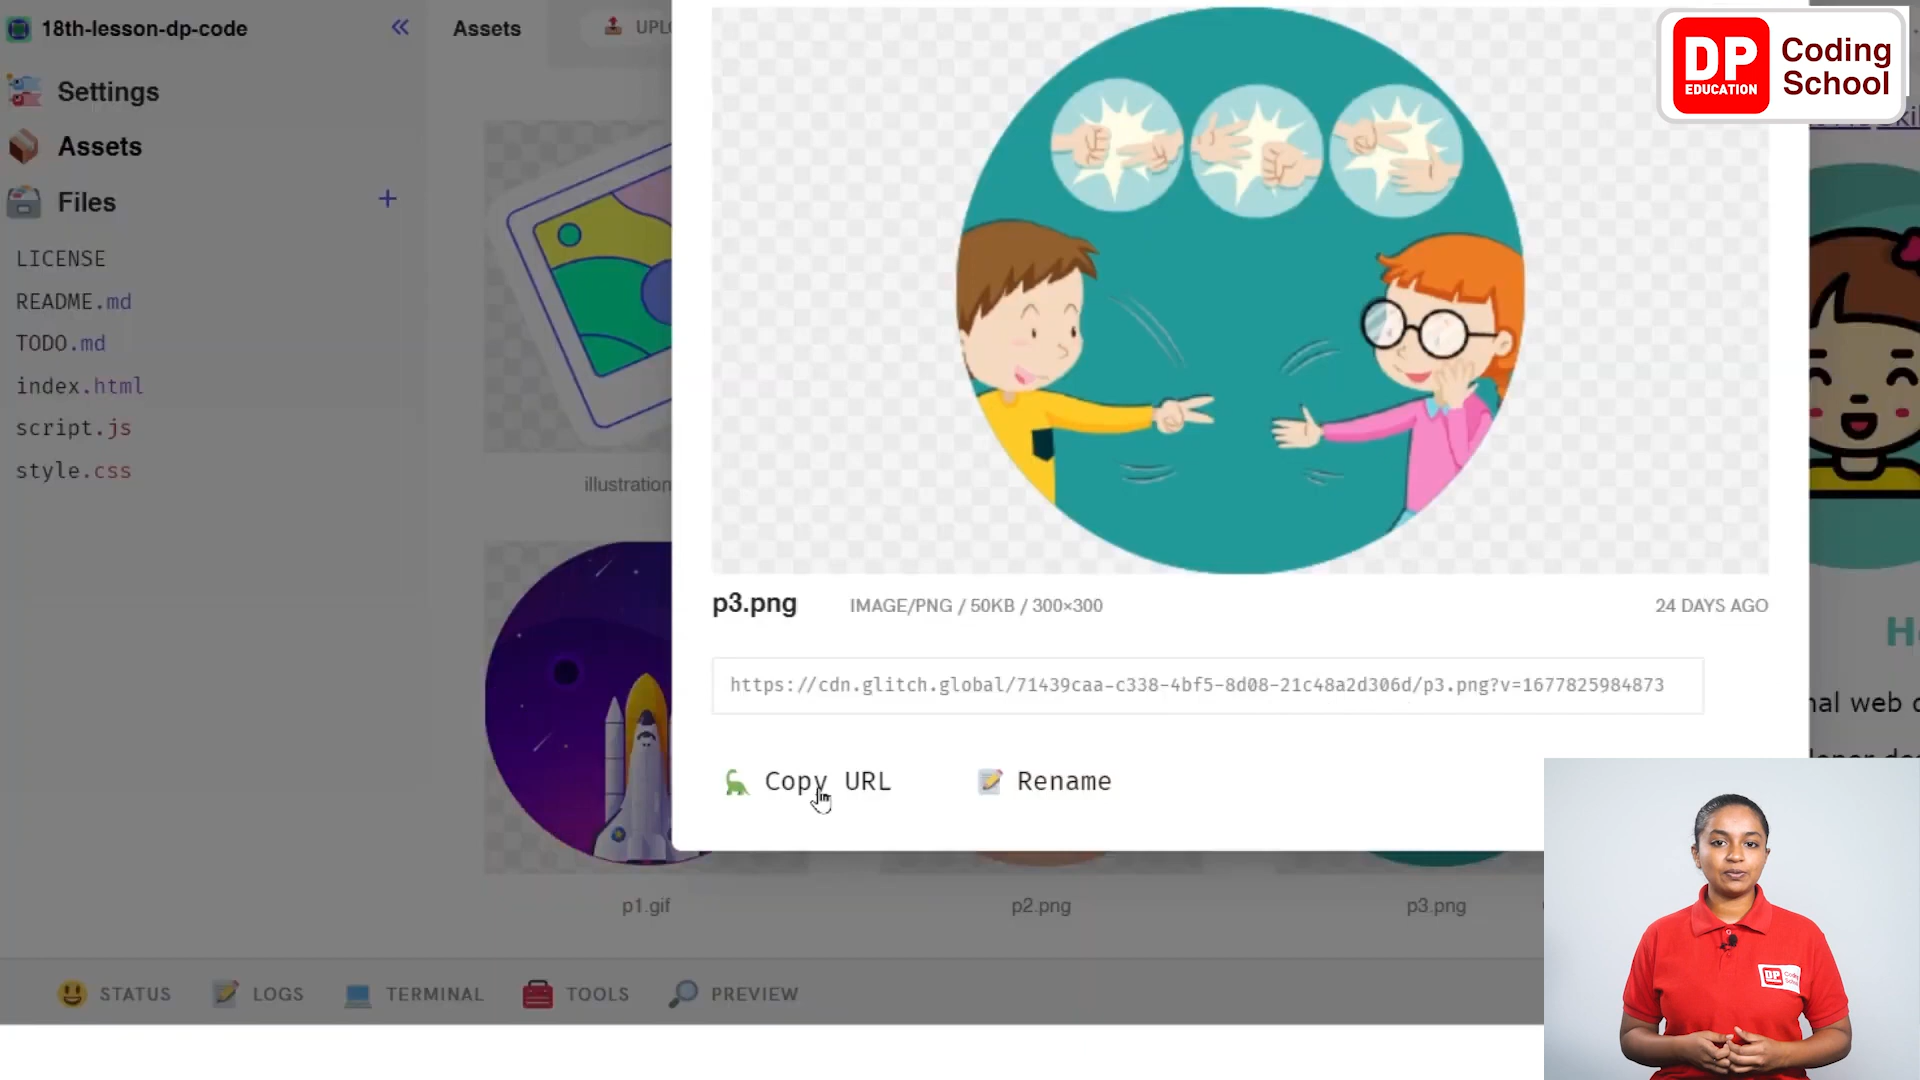 18th-lesson-dp-code
Settings
Assets
Files
LICENSE
README.md
TODO.md
index.html
script.js
style.css
Assets
illustration
p1.gif
p2.png
p3.png
p3.png
IMAGE/PNG / 50KB / 300×300
24 DAYS AGO
https://cdn.glitch.global/71439caa-c338-4bf5-8d08-21c48a2d306d/p3.png?v=1677825984873
Copy URL
Rename
STATUS
LOGS
TERMINAL
TOOLS
PREVIEW
DP
EDUCATION
Coding
School
web
DP